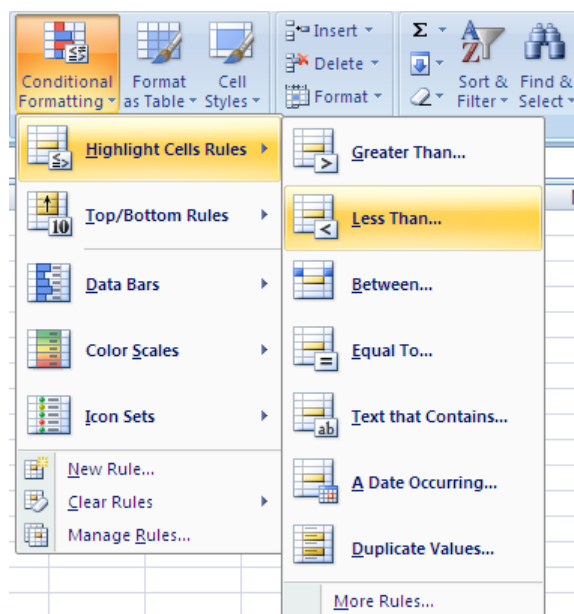 Insert
Delete
Format
Σ
A
Z
Conditional Formatting
Format as Table
Cell Styles
Sort & Filter
Find & Select
Highlight Cells Rules
Top/Bottom Rules
10
Data Bars
Color Scales
Icon Sets
New Rule...
Clear Rules
Manage Rules...
Greater Than...
>
Less Than...
<
Between...
Equal To...
=
Text that Contains...
ab
A Date Occurring...
Duplicate Values...
More Rules...